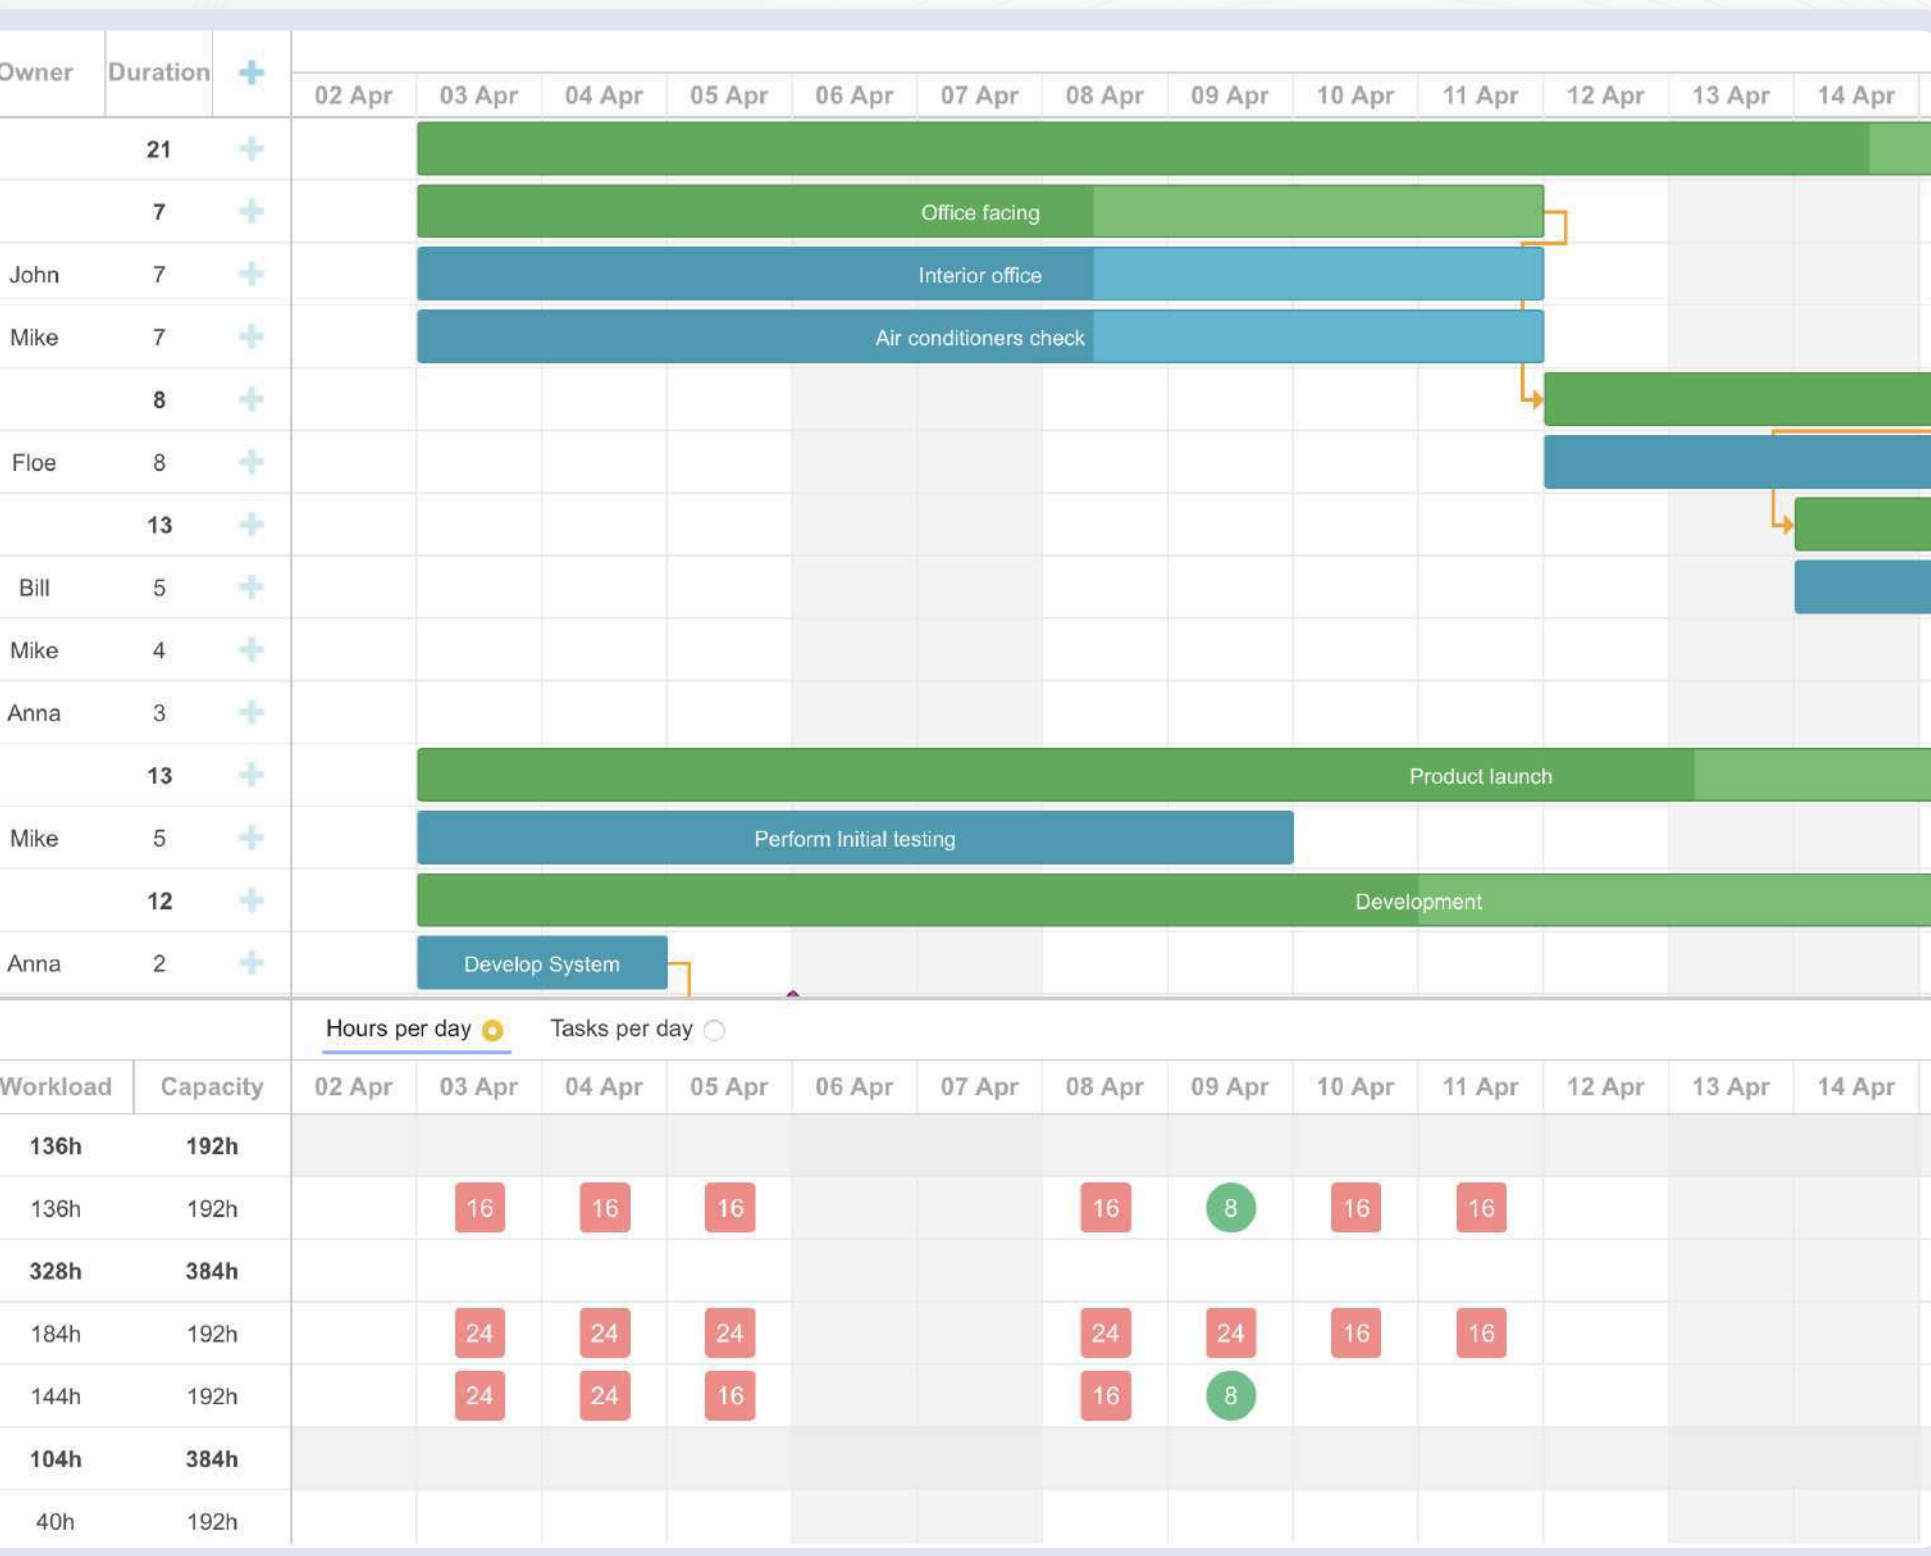 Owner Duration
02 Apr 03 Apr 04 Apr 05 Apr 06 Apr 07 Apr 08 Apr 09 Apr 10 Apr 11 Apr 12 Apr 13 Apr 14 Apr
21
7 Office facing
John 7 Interior office
Mike 7 Air conditioners check
8
Floe 8
13
Bill 5
Mike 4
Anna 3
13 Product launch
Mike 5 Perform Initial testing
12 Development
Anna 2 Develop System
Hours per day Tasks per day
Workload Capacity 02 Apr 03 Apr 04 Apr 05 Apr 06 Apr 07 Apr 08 Apr 09 Apr 10 Apr 11 Apr 12 Apr 13 Apr 14 Apr
136h 192h
136h 192h 16 16 16 16 8 16 16
328h 384h
184h 192h 24 24 24 24 24 16 16
144h 192h 24 24 16 16 8
104h 384h
40h 192h